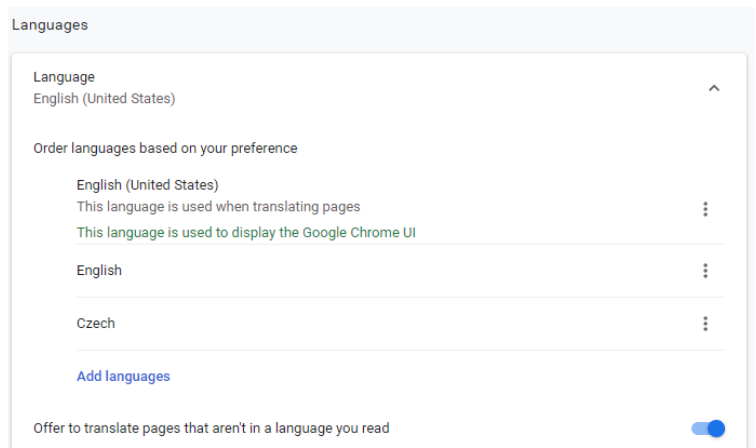 Languages
Language
English (United States)
Order languages based on your preference
English (United States)
This language is used when translating pages
This language is used to display the Google Chrome UI
English
Czech
Add languages
Offer to translate pages that aren't in a language you read